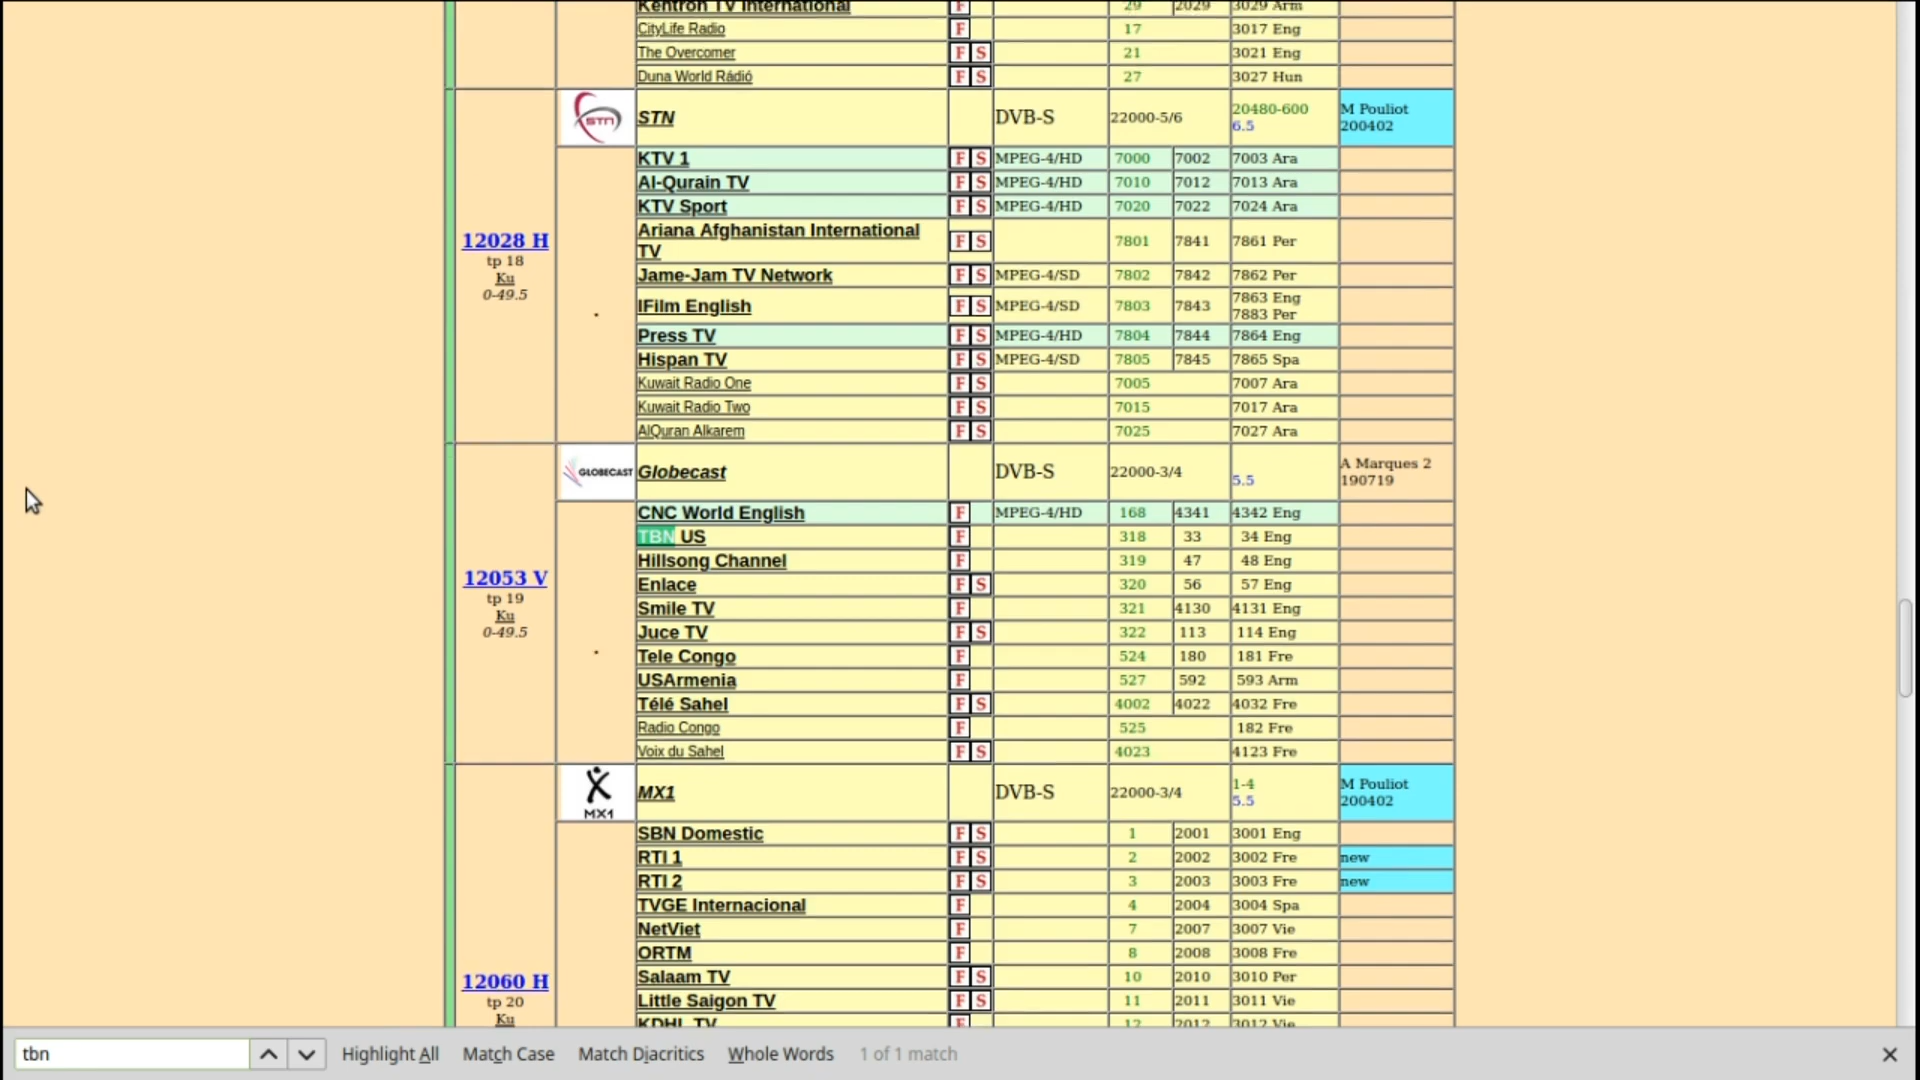 Kentron TV International F 29 2029 3029 Arm
CityLife Radio F 17 3017 Eng
The Overcomer F S 21 3021 Eng
Duna World Rádió F S 27 3027 Hun
STN STN DVB-S 22000-5/6 20480-600 M Pouliot
6.5 200402
KTV 1 F S MPEG-4/HD 7000 7002 7003 Ara
Al-Qurain TV F S MPEG-4/HD 7010 7012 7013 Ara
KTV Sport F S MPEG-4/HD 7020 7022 7024 Ara
12028 H
tp 18
Ku
0-49.5
Ariana Afghanistan International
TV F S 7801 7841 7861 Per
Jame-Jam TV Network F S MPEG-4/SD 7802 7842 7862 Per
IFilm English F S MPEG-4/SD 7803 7843 7863 Eng
7883 Per
Press TV F S MPEG-4/HD 7804 7844 7864 Eng
Hispan TV F S MPEG-4/SD 7805 7845 7865 Spa
Kuwait Radio One F S 7005 7007 Ara
Kuwait Radio Two F S 7015 7017 Ara
AlQuran Alkarem F S 7025 7027 Ara
GLOBECAST Globecast DVB-S 22000-3/4 5.5 A Marques 2
190719
CNC World English F MPEG-4/HD 168 4341 4342 Eng
TBN US F 318 33 34 Eng
Hillsong Channel F 319 47 48 Eng
12053 V
tp 19
Ku
0-49.5
Enlace F S 320 56 57 Eng
Smile TV F 321 4130 4131 Eng
Juce TV F S 322 113 114 Eng
Tele Congo F 524 180 181 Fre
USArmenia F 527 592 593 Arm
Télé Sahel F S 4002 4022 4032 Fre
Radio Congo F 525 182 Fre
Voix du Sahel F S 4023 4123 Fre
MX1 MX1 DVB-S 22000-3/4 1-4 M Pouliot
5.5 200402
SBN Domestic F S 1 2001 3001 Eng
RTI 1 F S 2 2002 3002 Fre new
RTI 2 F S 3 2003 3003 Fre new
TVGE Internacional F 4 2004 3004 Spa
NetViet F 7 2007 3007 Vie
ORTM F 8 2008 3008 Fre
12060 H
tp 20
Ku
Salaam TV F S 10 2010 3010 Per
Little Saigon TV F S 11 2011 3011 Vie
KDHL TV F 12 2012 3012 Vie
tbn Highlight All Match Case Match Diacritics Whole Words 1 of 1 match